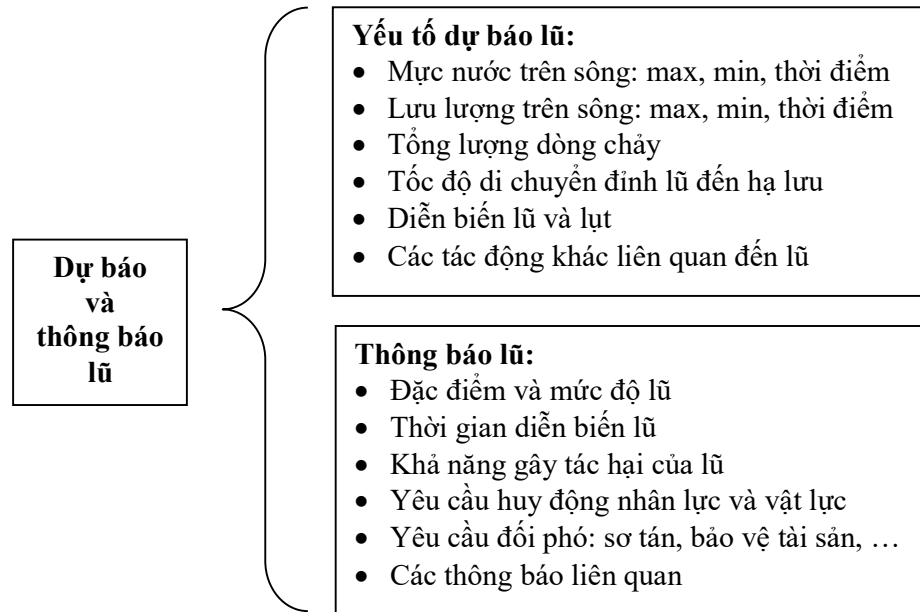 Dự báo
và
thông báo
lũ
Yếu tố dự báo lũ:
• Mực nước trên sông: max, min, thời điểm
• Lưu lượng trên sông: max, min, thời điểm
• Tổng lượng dòng chảy
• Tốc độ di chuyển đỉnh lũ đến hạ lưu
• Diễn biến lũ và lụt
• Các tác động khác liên quan đến lũ
Thông báo lũ:
• Đặc điểm và mức độ lũ
• Thời gian diễn biến lũ
• Khả năng gây tác hại của lũ
• Yêu cầu huy động nhân lực và vật lực
• Yêu cầu đối phó: sơ tán, bảo vệ tài sản, …
• Các thông báo liên quan